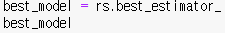 best_model = rs.best_estimator_
best_model